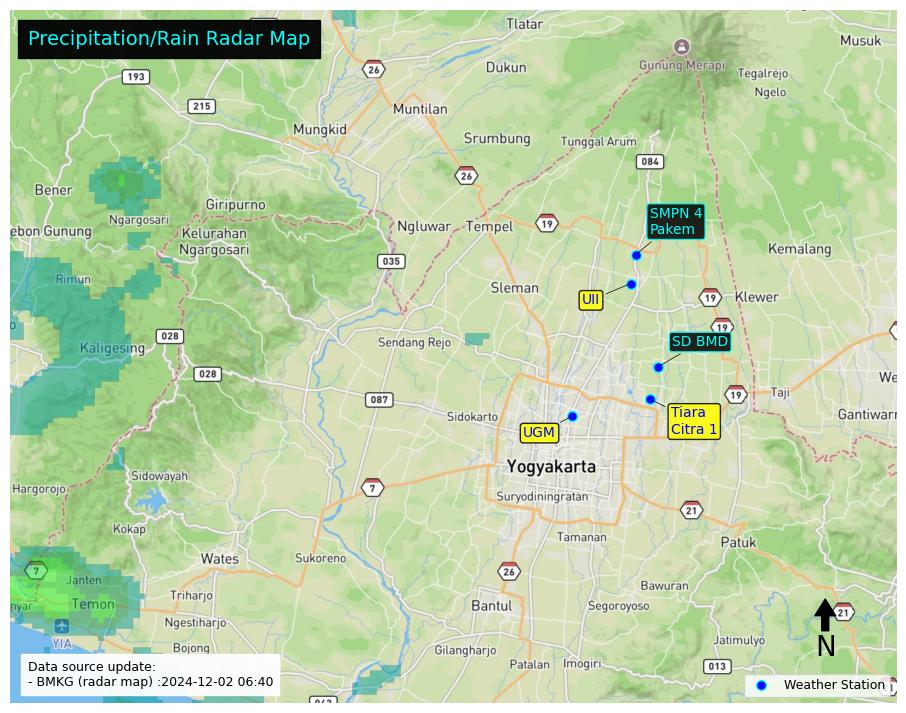 Precipitation/Rain Radar Map
Tlatar
Musuk
26
193
Dukun
Gunung Merapi
Tegalrejo
Ngelo
215
Muntilan
Mungkid
Srumbung
Tunggal Arum
084
26
Bener
Ngargosari
Giripurno
ebon Gunung
Kelurahan
Ngargosari
Ngluwar
Tempel
19
SMPN 4
Pakem
Kemalang
035
Rimun
Sleman
UII
19
Klewer
19
028
Kaligesing
Sendang Rejo
SD BMD
028
We
087
Sidokarto
19
Taji
Gantiwarn
Tiara
Citra 1
UGM
Yogyakarta
Sidowayah
Hargorojo
7
Suryodiningratan
21
Kokap
Tamanan
Patuk
Wates
Sukoreno
7
Janten
26
Bawuran
nyar
Temon
Triharjo
Bantul
Segoroyoso
21
Ngestiharjo
YIA
Bojong
Gilangharjo
Jatimulyo
N
Patalan
Imogiri
013
Data source update:
- BMKG (radar map) :2024-12-02 06:40
Weather Station